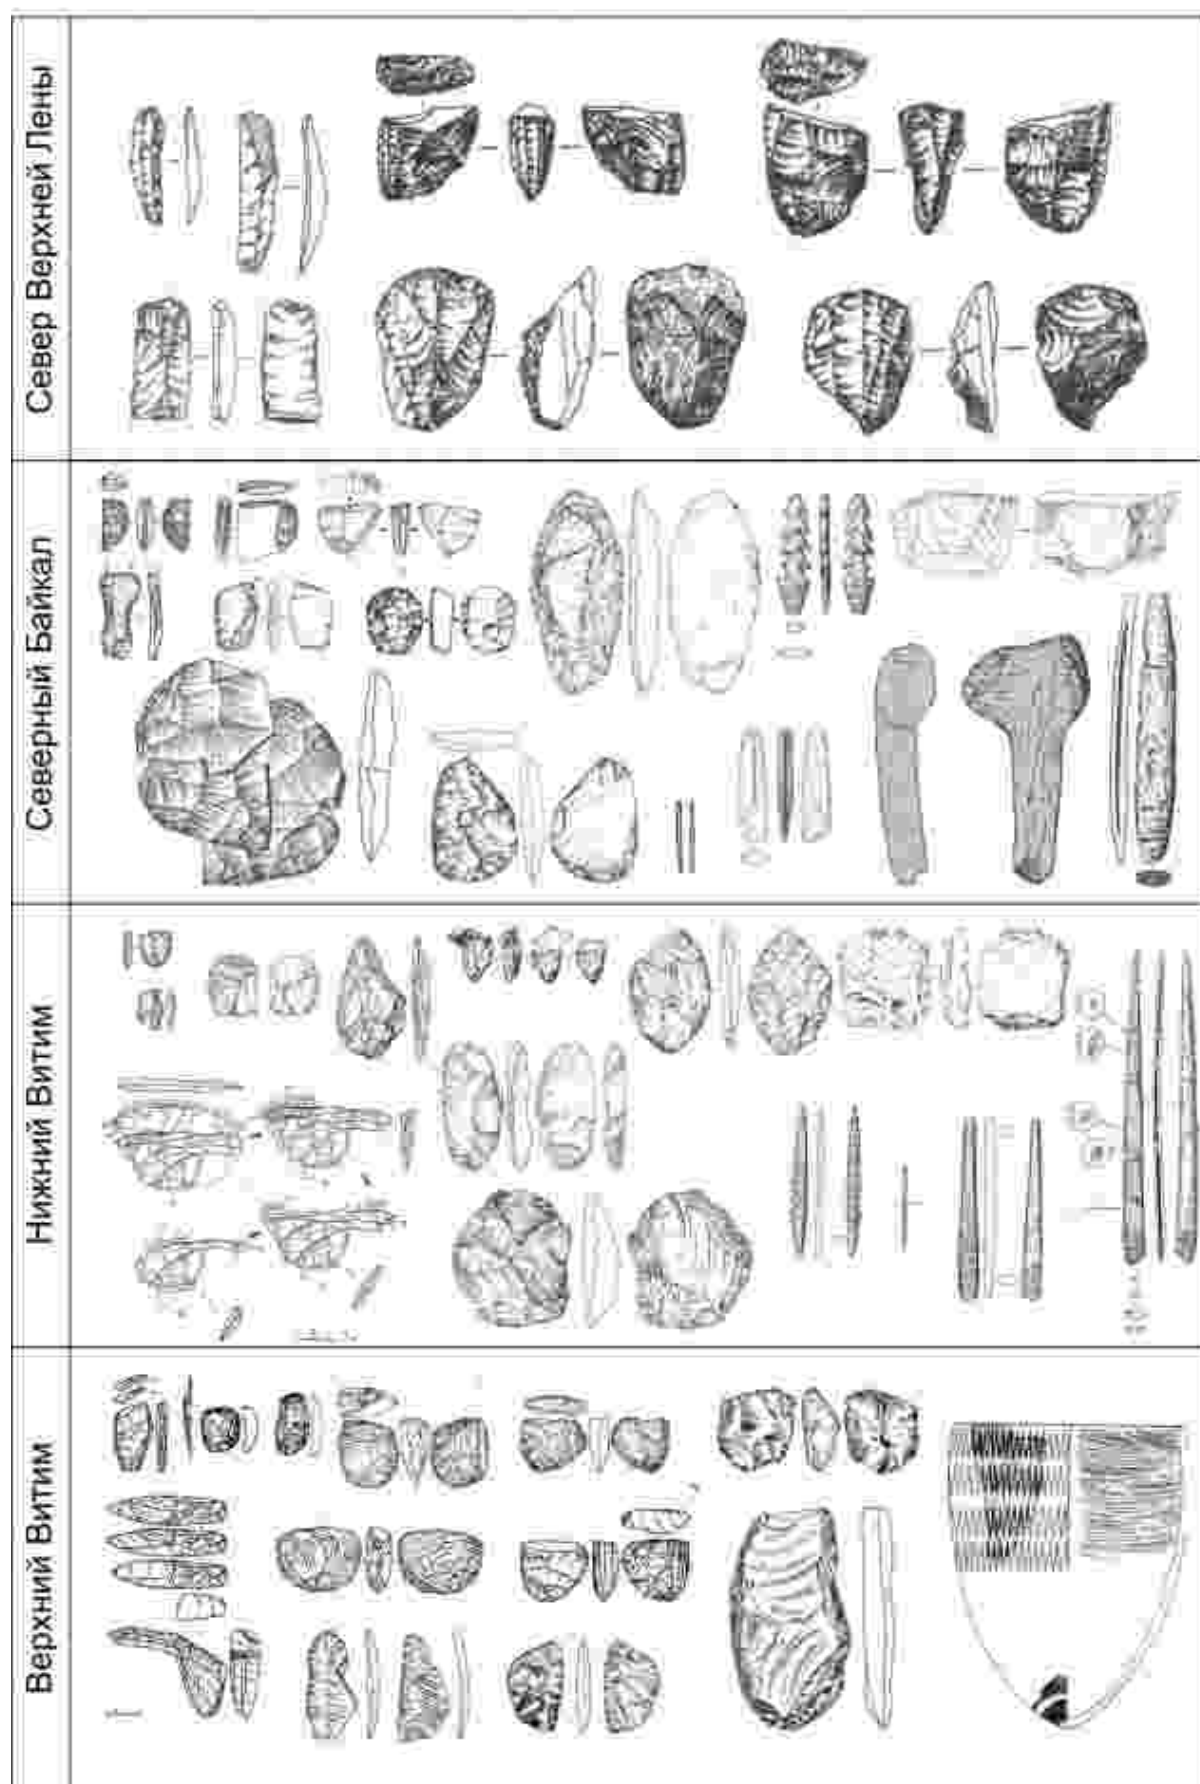 Север Верхней Лены
Северный Байкал
Нижний Витим
Верхний Витим